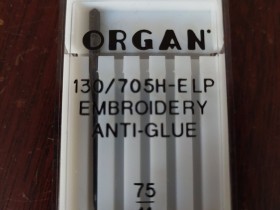 ORGAN
130/705H-ELP
EMBROIDERY
ANTI-GLUE
75